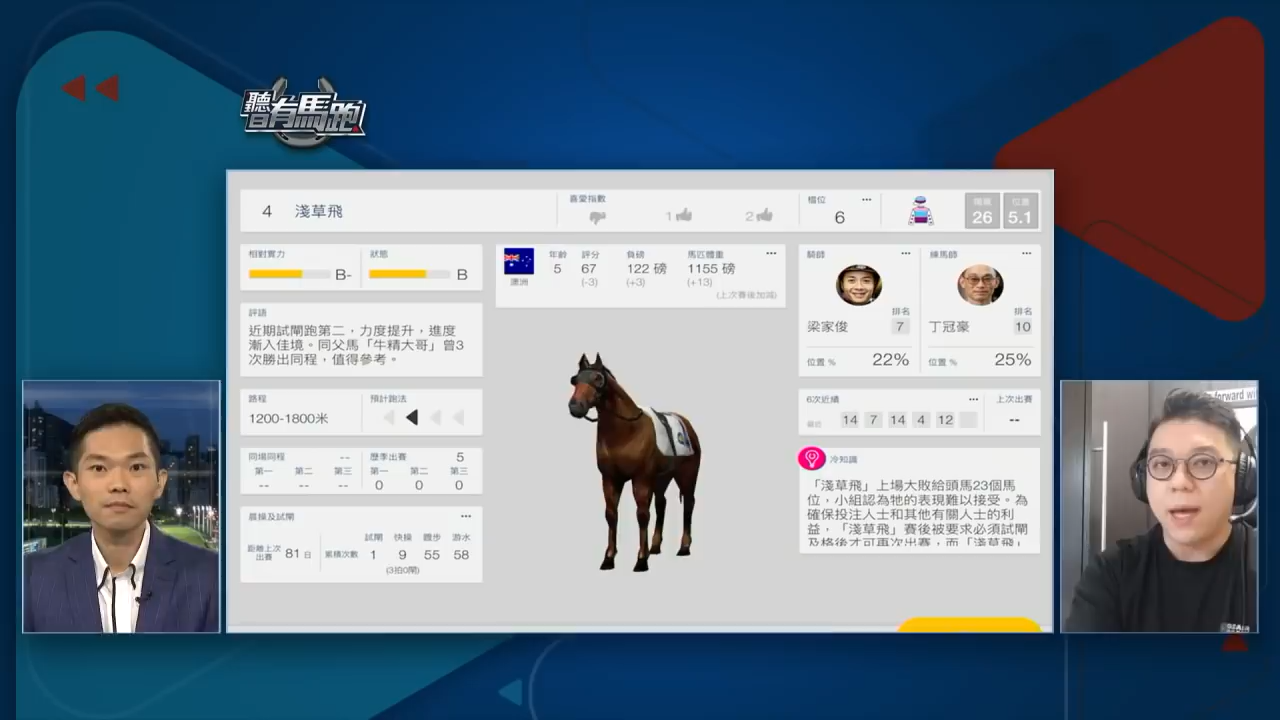 聽日有馬跑
4 淺草飛
喜愛指數
1
2
檔位 ...
6
獨贏
26
位置
5.1
相對實力
B-
狀態
B
評語
近期試閘跑第二，力度提升，進度
漸入佳境。同父馬「牛精大哥」曾3
次勝出同程，值得參考。
路程
1200-1800米
預計跑法
同場同程 --
第一 第二 第三
-- -- --
歷季出賽 5
第一 第二 第三
0 0 0
晨操及試閘 ...
距離上次
出賽 81 日
累積次數
試閘 快操 踱步 游水
1 9 55 58
(3拍0閘)
澳洲
年齡 評分 負磅 馬匹體重 ...
5 67 122 磅 1155 磅
(-3) (+3) (+13)
(上次賽後加減)
騎師 ...
排名
梁家俊 7
位置 % 22%
練馬師 ...
排名
丁冠豪 10
位置 % 25%
6次近績 ...
最近 14 7 14 4 12
上次出賽
--
冷知識
「淺草飛」上場大敗給頭馬23個馬
位，小組認為牠的表現難以接受。為
確保投注人士和其他有關人士的利
益，「淺草飛」賽後被要求必須試閘
及格後才可再次出賽，而「淺草飛」